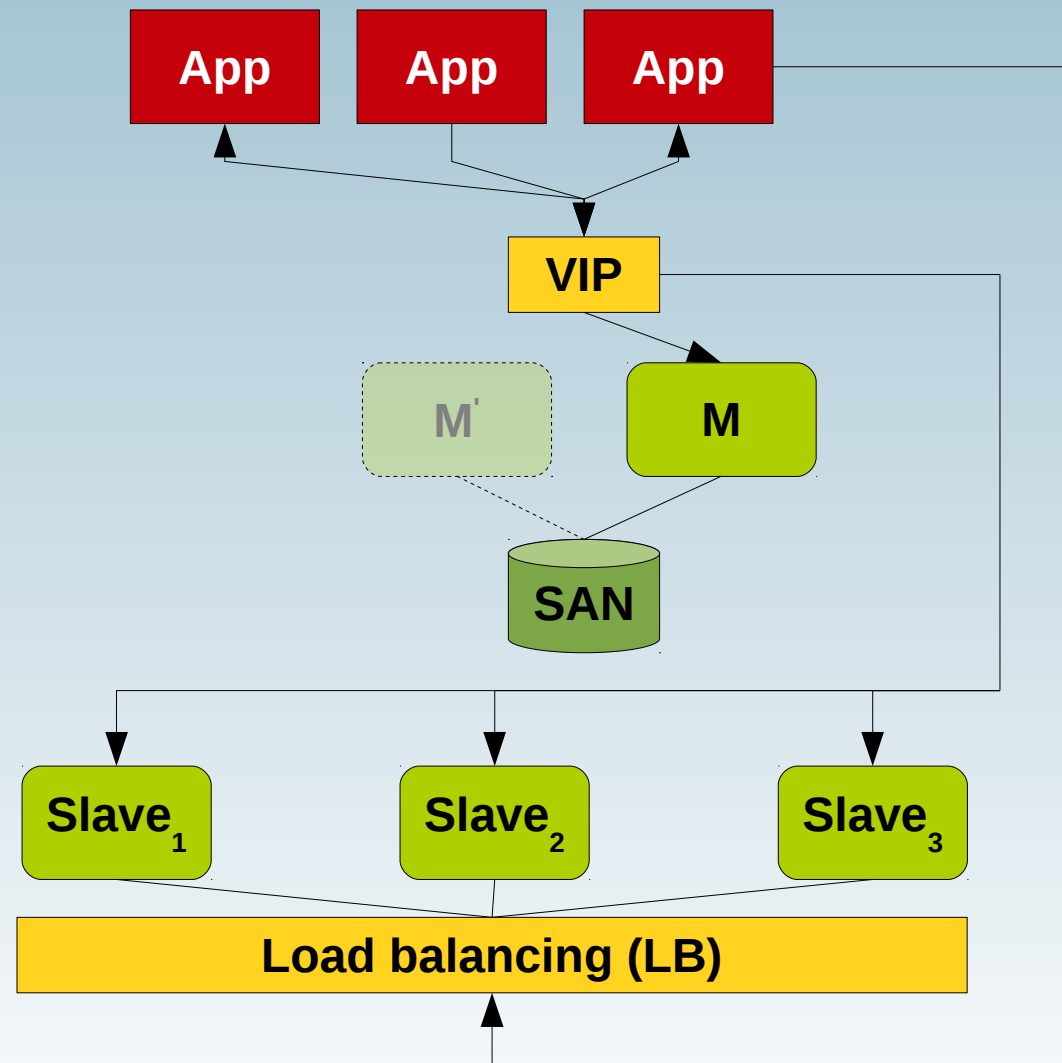 App
App
App
VIP
M'
M
SAN
Slave1
Slave2
Slave3
Load balancing (LB)